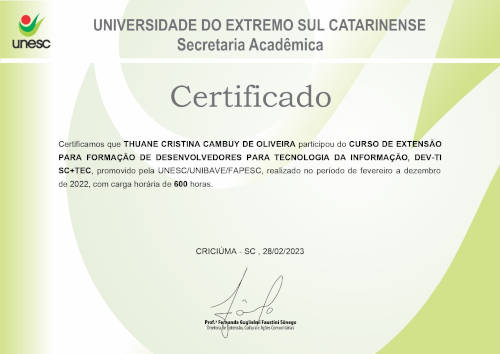 unesc
UNIVERSIDADE DO EXTREMO SUL CATARINENSE
Secretaria Acadêmica
Certificado
Certificamos que THUANE CRISTINA CAMBUY DE OLIVEIRA participou do CURSO DE EXTENSÃO
PARA FORMAÇÃO DE DESENVOLVEDORES PARA TECNOLOGIA DA INFORMAÇÃO, DEV-TI
SC+TEC, promovido pela UNESC/UNIBAVE/FAPESC, realizado no período de fevereiro a dezembro
de 2022, com carga horária de 600 horas.
CRICIÚMA - SC , 28/02/2023
Prof.ª Fernanda Guglielmi Faustini Sônego
Diretora de Extensão, Cultura e Ações Comunitárias